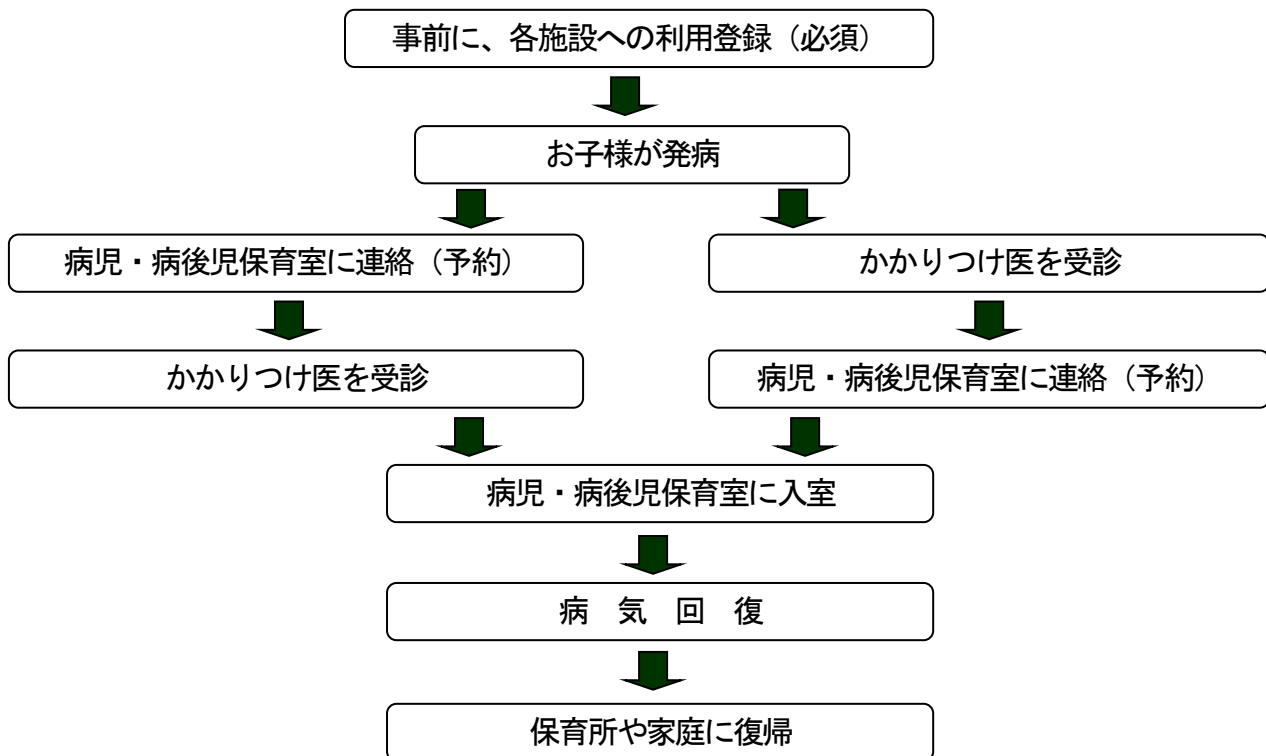 事前に、各施設への利用登録（必須）
お子様が発病
病児・病後児保育室に連絡（予約）
かかりつけ医を受診
かかりつけ医を受診
病児・病後児保育室に連絡（予約）
病児・病後児保育室に入室
病　気　回　復
保育所や家庭に復帰